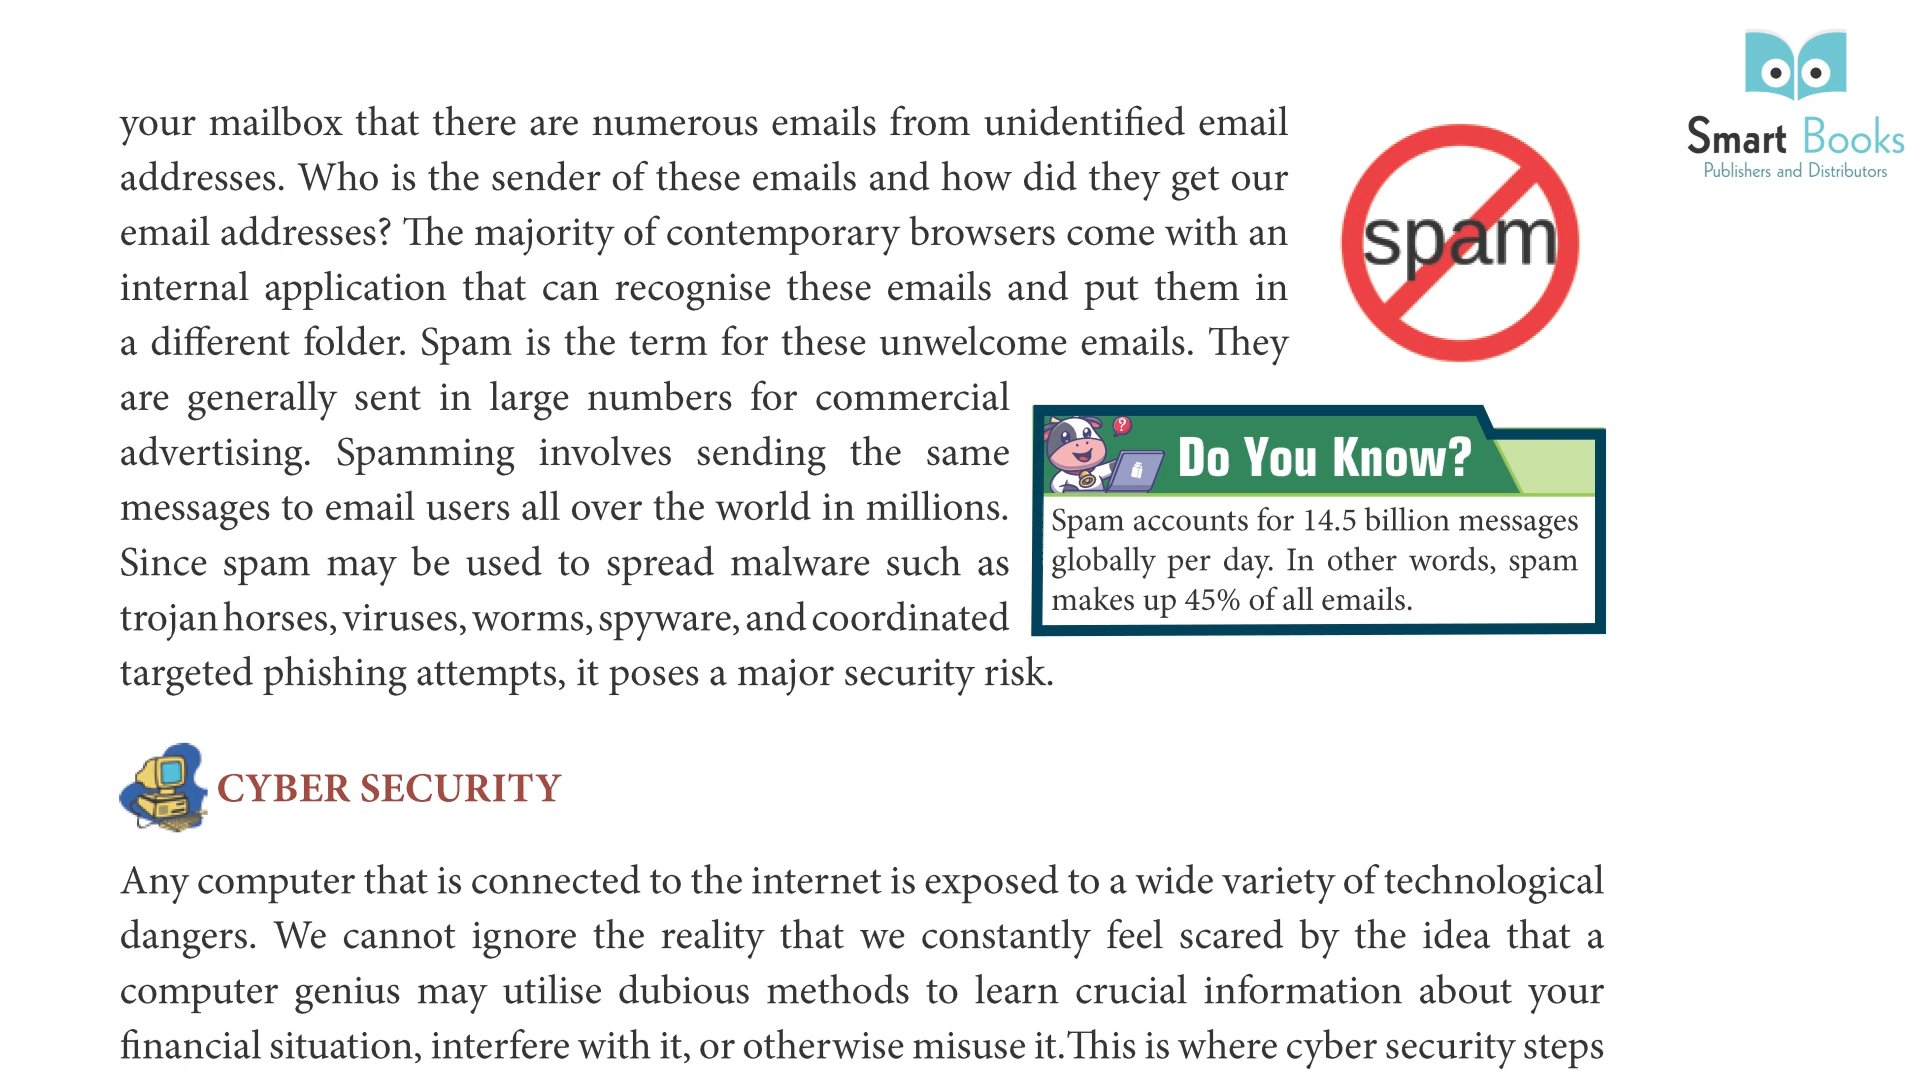 Smart Books
Publishers and Distributors
your mailbox that there are numerous emails from unidentified email
addresses. Who is the sender of these emails and how did they get our
email addresses? The majority of contemporary browsers come with an
internal application that can recognise these emails and put them in
a different folder. Spam is the term for these unwelcome emails. They
are generally sent in large numbers for commercial
advertising. Spamming involves sending the same
messages to email users all over the world in millions.
Since spam may be used to spread malware such as
trojan horses, viruses, worms, spyware, and coordinated
targeted phishing attempts, it poses a major security risk.
spam
?
Do You Know?
Spam accounts for 14.5 billion messages
globally per day. In other words, spam
makes up 45% of all emails.
CYBER SECURITY
Any computer that is connected to the internet is exposed to a wide variety of technological
dangers. We cannot ignore the reality that we constantly feel scared by the idea that a
computer genius may utilise dubious methods to learn crucial information about your
financial situation, interfere with it, or otherwise misuse it.This is where cyber security steps